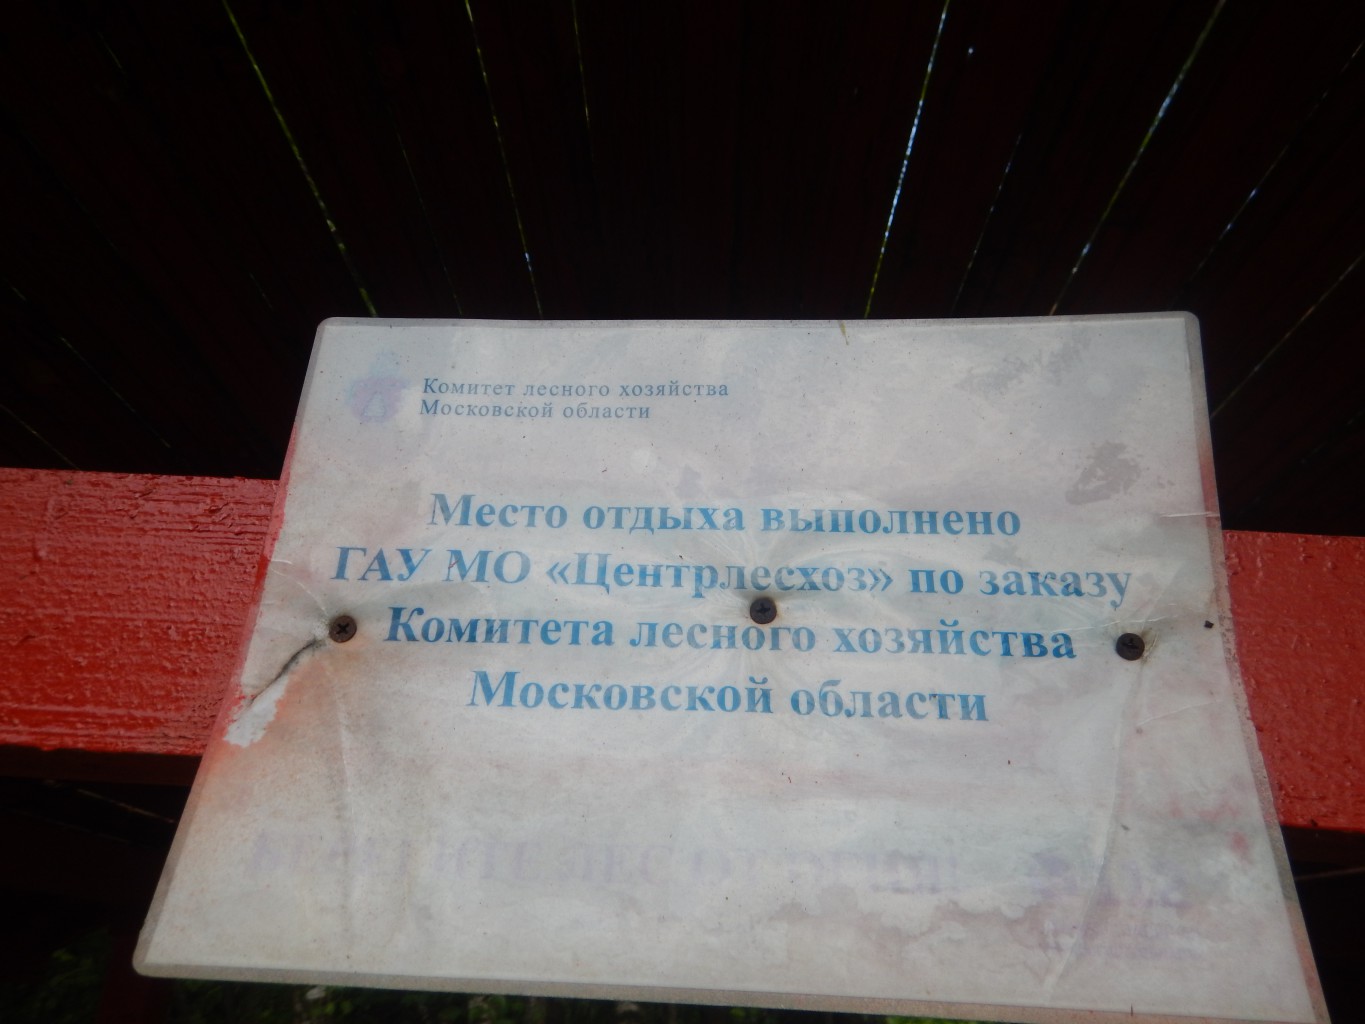 Комитет лесного хозяйства
Московской области
Место отдыха выполнено
ГАУ МО «Центрлесхоз» по заказу
Комитета лесного хозяйства
Московской области